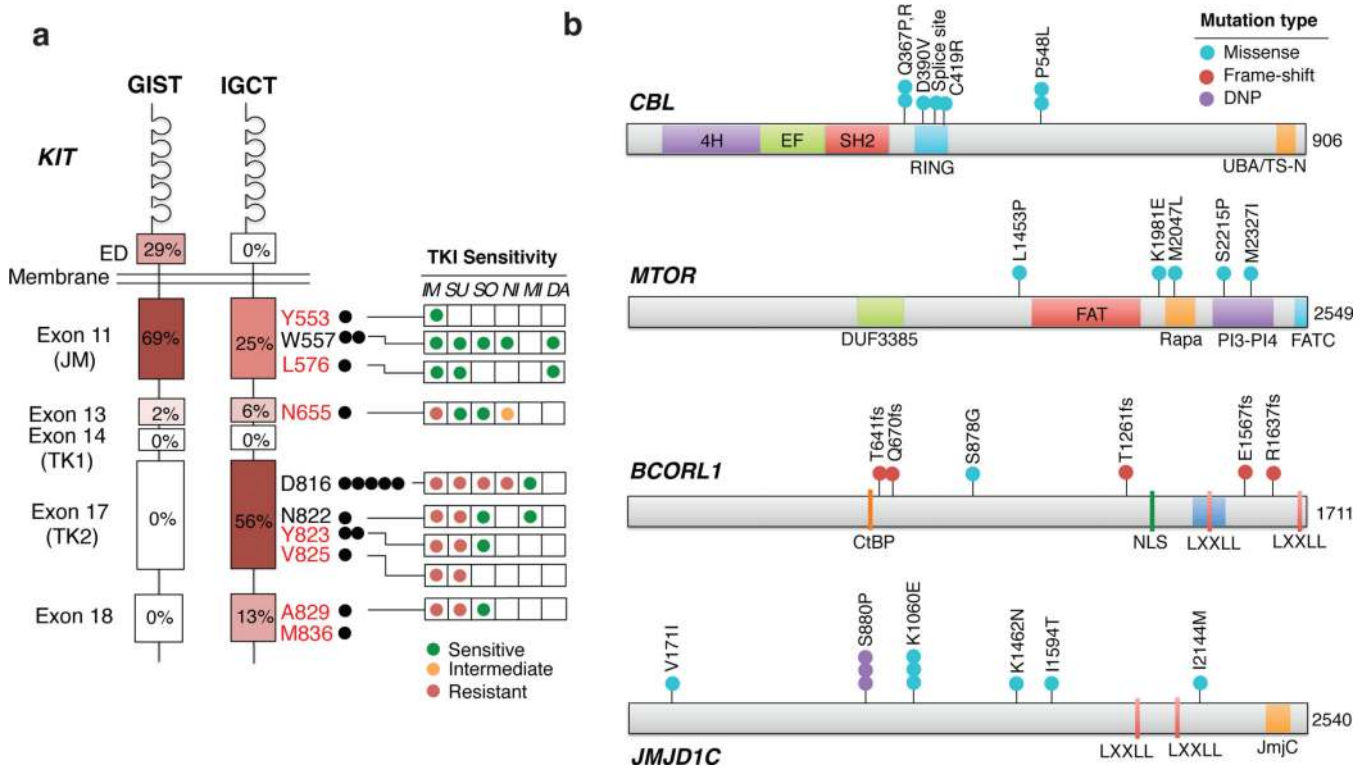 a
GIST
IGCT
KIT
ED
29%
0%
Membrane
TKI Sensitivity
IM SU SO NI MI DA
Exon 11
(JM)
69%
25%
Y553
W557
L576
Exon 13
2%
6%
N655
Exon 14
(TK1)
0%
0%
Exon 17
(TK2)
0%
56%
D816
N822
Y823
V825
Exon 18
0%
13%
A829
M836
Sensitive
Intermediate
Resistant
b
Mutation type
Missense
Frame-shift
DNP
CBL
Q367P,R
D390V
Splice site
C419R
P548L
4H
EF
SH2
RING
UBA/TS-N
906
MTOR
L1453P
K1981E
M2047L
S2215P
M2327I
DUF3385
FAT
Rapa
PI3-PI4
FATC
2549
BCORL1
T641fs
Q670fs
S878G
T1261fs
E1567fs
R1637fs
CtBP
NLS
LXXLL
LXXLL
1711
V171I
S880P
K1060E
K1462N
I1594T
I2144M
2540
JMJD1C
LXXLL
LXXLL
JmjC